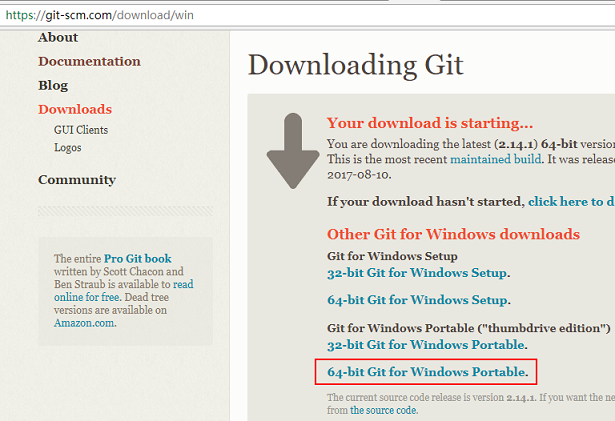 https://git-scm.com/download/win
About
Documentation
Blog
Downloads
GUI Clients
Logos
Community
The entire Pro Git book
written by Scott Chacon and
Ben Straub is available to read
online for free. Dead tree
versions are available on
Amazon.com.
Downloading Git
Your download is starting...
You are downloading the latest (2.14.1) 64-bit versio
This is the most recent maintained build. It was relea
2017-08-10.
If your download hasn't started, click here to d
Other Git for Windows downloads
Git for Windows Setup
32-bit Git for Windows Setup.
64-bit Git for Windows Setup.
Git for Windows Portable ("thumbdrive edition")
32-bit Git for Windows Portable.
64-bit Git for Windows Portable.
The current source code release is version 2.14.1. If you want the ne
from the source code.